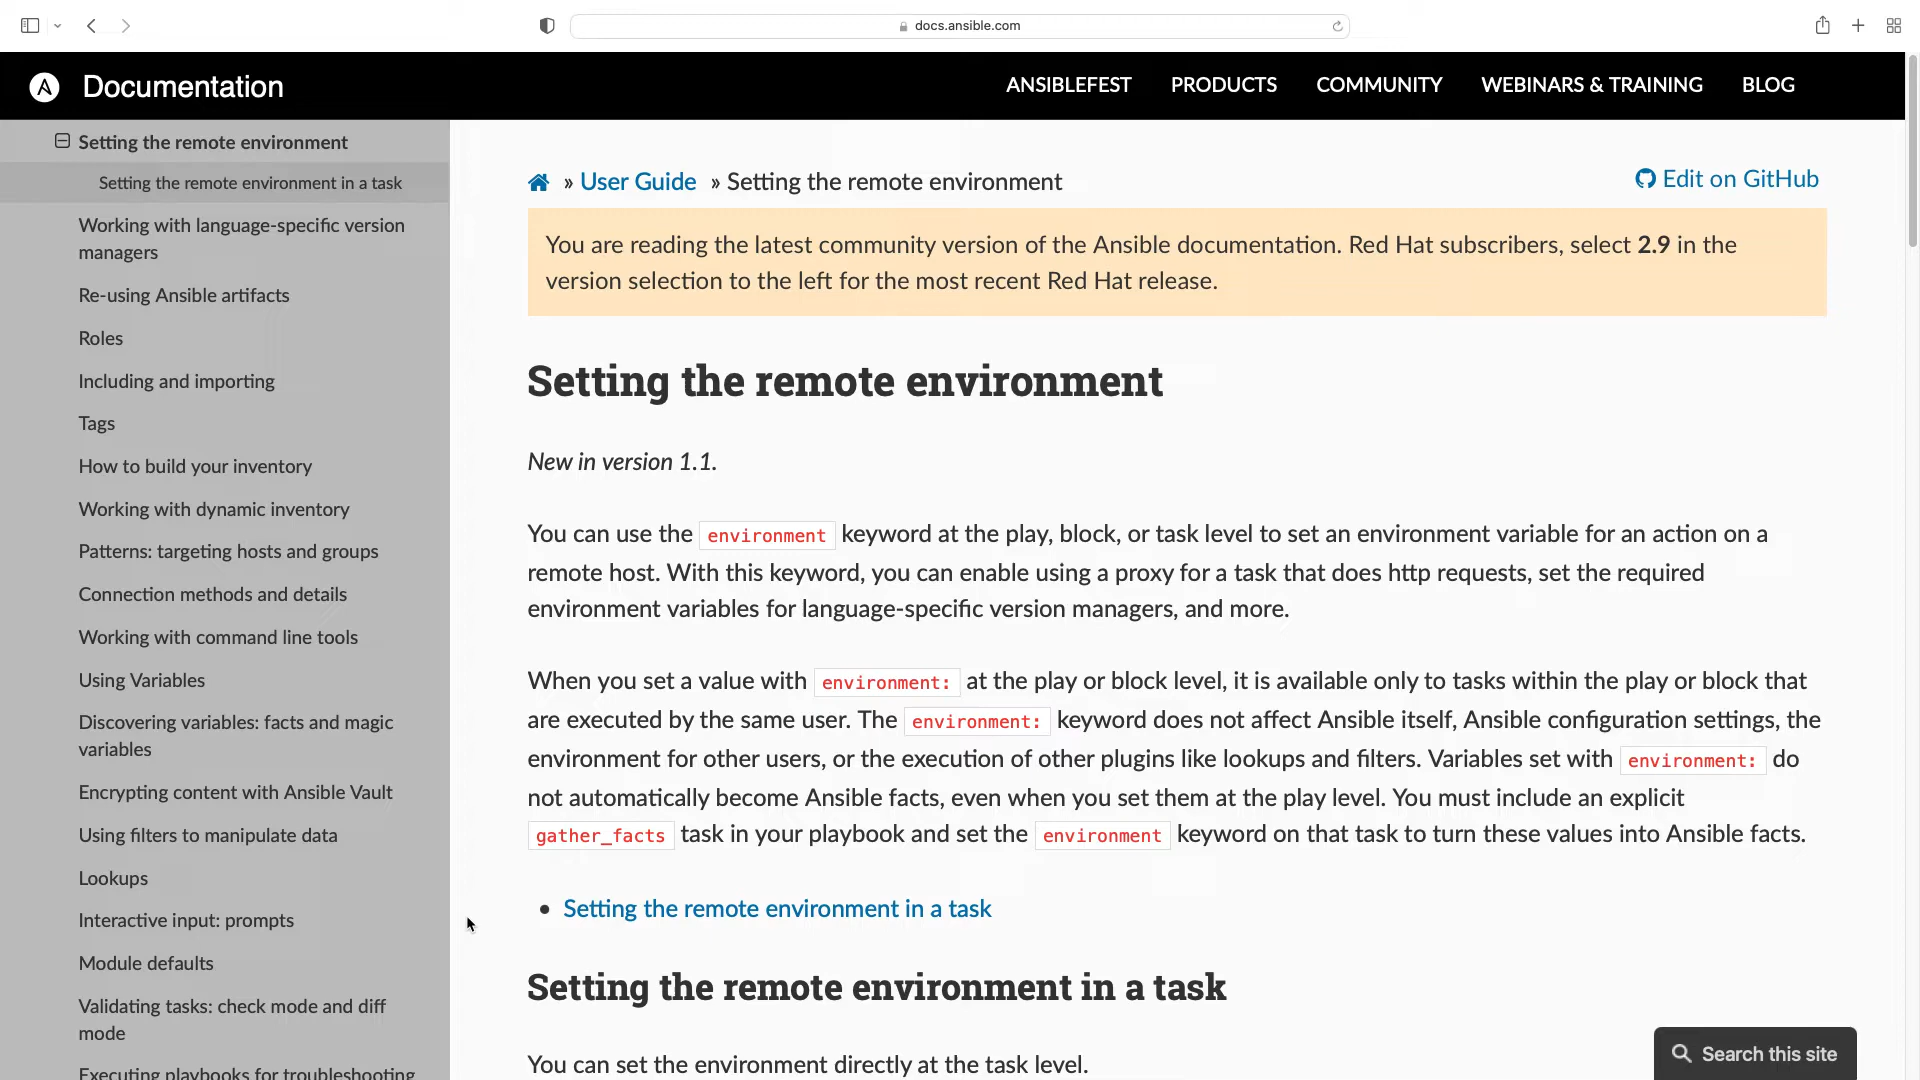 docs.ansible.com
Documentation
ANSIBLEFEST
PRODUCTS
COMMUNITY
WEBINARS & TRAINING
BLOG
Setting the remote environment
Setting the remote environment in a task
Working with language-specific version
managers
Re-using Ansible artifacts
Roles
Including and importing
Tags
How to build your inventory
Working with dynamic inventory
Patterns: targeting hosts and groups
Connection methods and details
Working with command line tools
Using Variables
Discovering variables: facts and magic
variables
Encrypting content with Ansible Vault
Using filters to manipulate data
Lookups
Interactive input: prompts
Module defaults
Validating tasks: check mode and diff
mode
Executing playbooks for troubleshooting
» User Guide » Setting the remote environment
Edit on GitHub
You are reading the latest community version of the Ansible documentation. Red Hat subscribers, select 2.9 in the
version selection to the left for the most recent Red Hat release.
Setting the remote environment
New in version 1.1.
You can use the environment keyword at the play, block, or task level to set an environment variable for an action on a
remote host. With this keyword, you can enable using a proxy for a task that does http requests, set the required
environment variables for language-specific version managers, and more.
When you set a value with environment: at the play or block level, it is available only to tasks within the play or block that
are executed by the same user. The environment: keyword does not affect Ansible itself, Ansible configuration settings, the
environment for other users, or the execution of other plugins like lookups and filters. Variables set with environment: do
not automatically become Ansible facts, even when you set them at the play level. You must include an explicit
gather_facts task in your playbook and set the environment keyword on that task to turn these values into Ansible facts.
• Setting the remote environment in a task
Setting the remote environment in a task
You can set the environment directly at the task level.
Search this site